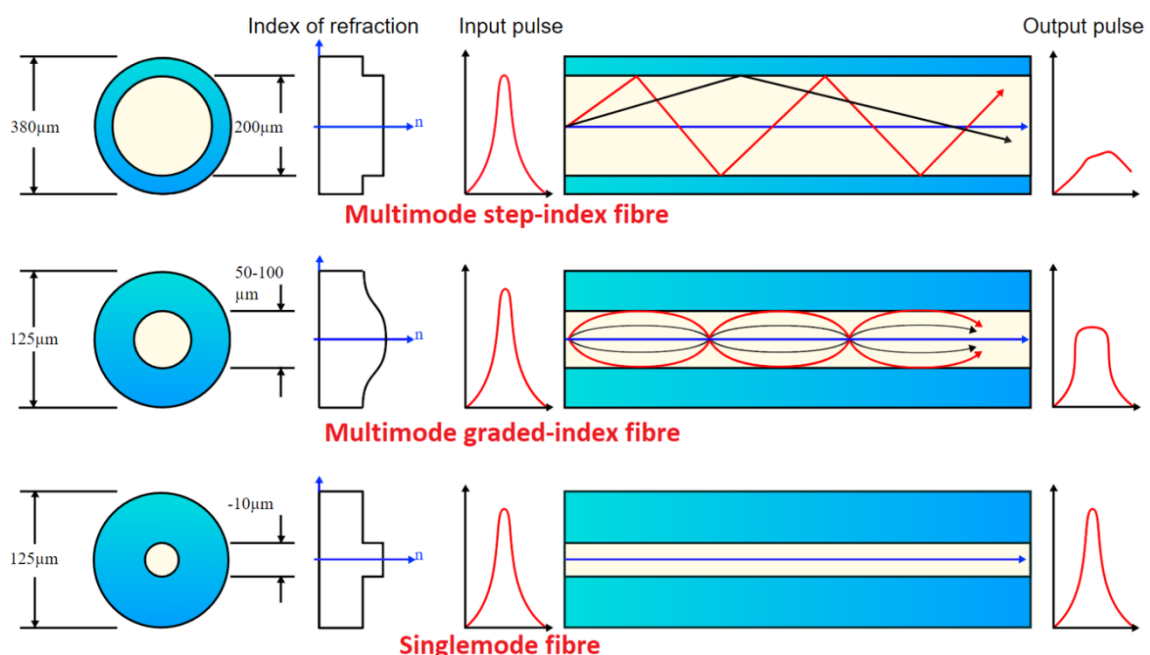 Index of refraction
Input pulse
Output pulse
380µm
200µm
n
Multimode step-index fibre
50-100
µm
125µm
n
Multimode graded-index fibre
-10µm
125µm
n
Singlemode fibre